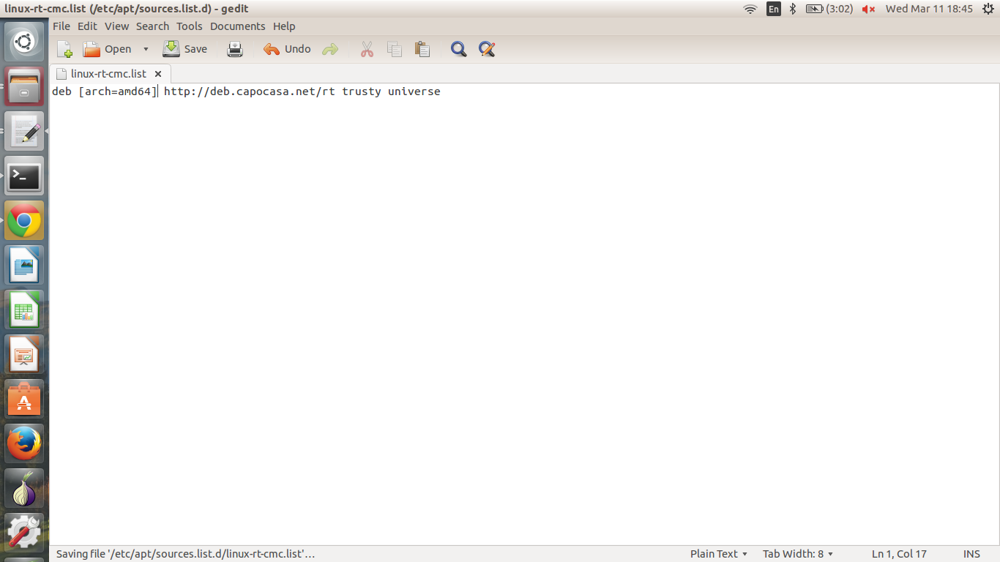 linux-rt-cmc.list (/etc/apt/sources.list.d) - gedit
En
(3:02)
Wed Mar 11 18:45
File Edit View Search Tools Documents Help
Open Save Undo
linux-rt-cmc.list
deb [arch=amd64] http://deb.capocasa.net/rt trusty universe
Saving file '/etc/apt/sources.list.d/linux-rt-cmc.list'…
Plain Text
Tab Width: 8
Ln 1, Col 17
INS